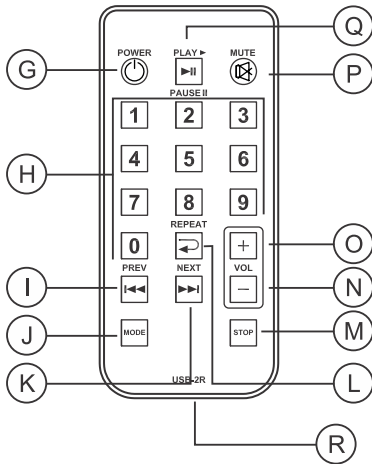 Q
POWER PLAY ► MUTE
G P
PAUSE II
1 2 3
H
4 5 6
7 8 9
REPEAT
0 + O
PREV NEXT VOL
I − N
J MODE STOP M
K L
USB-2R
R